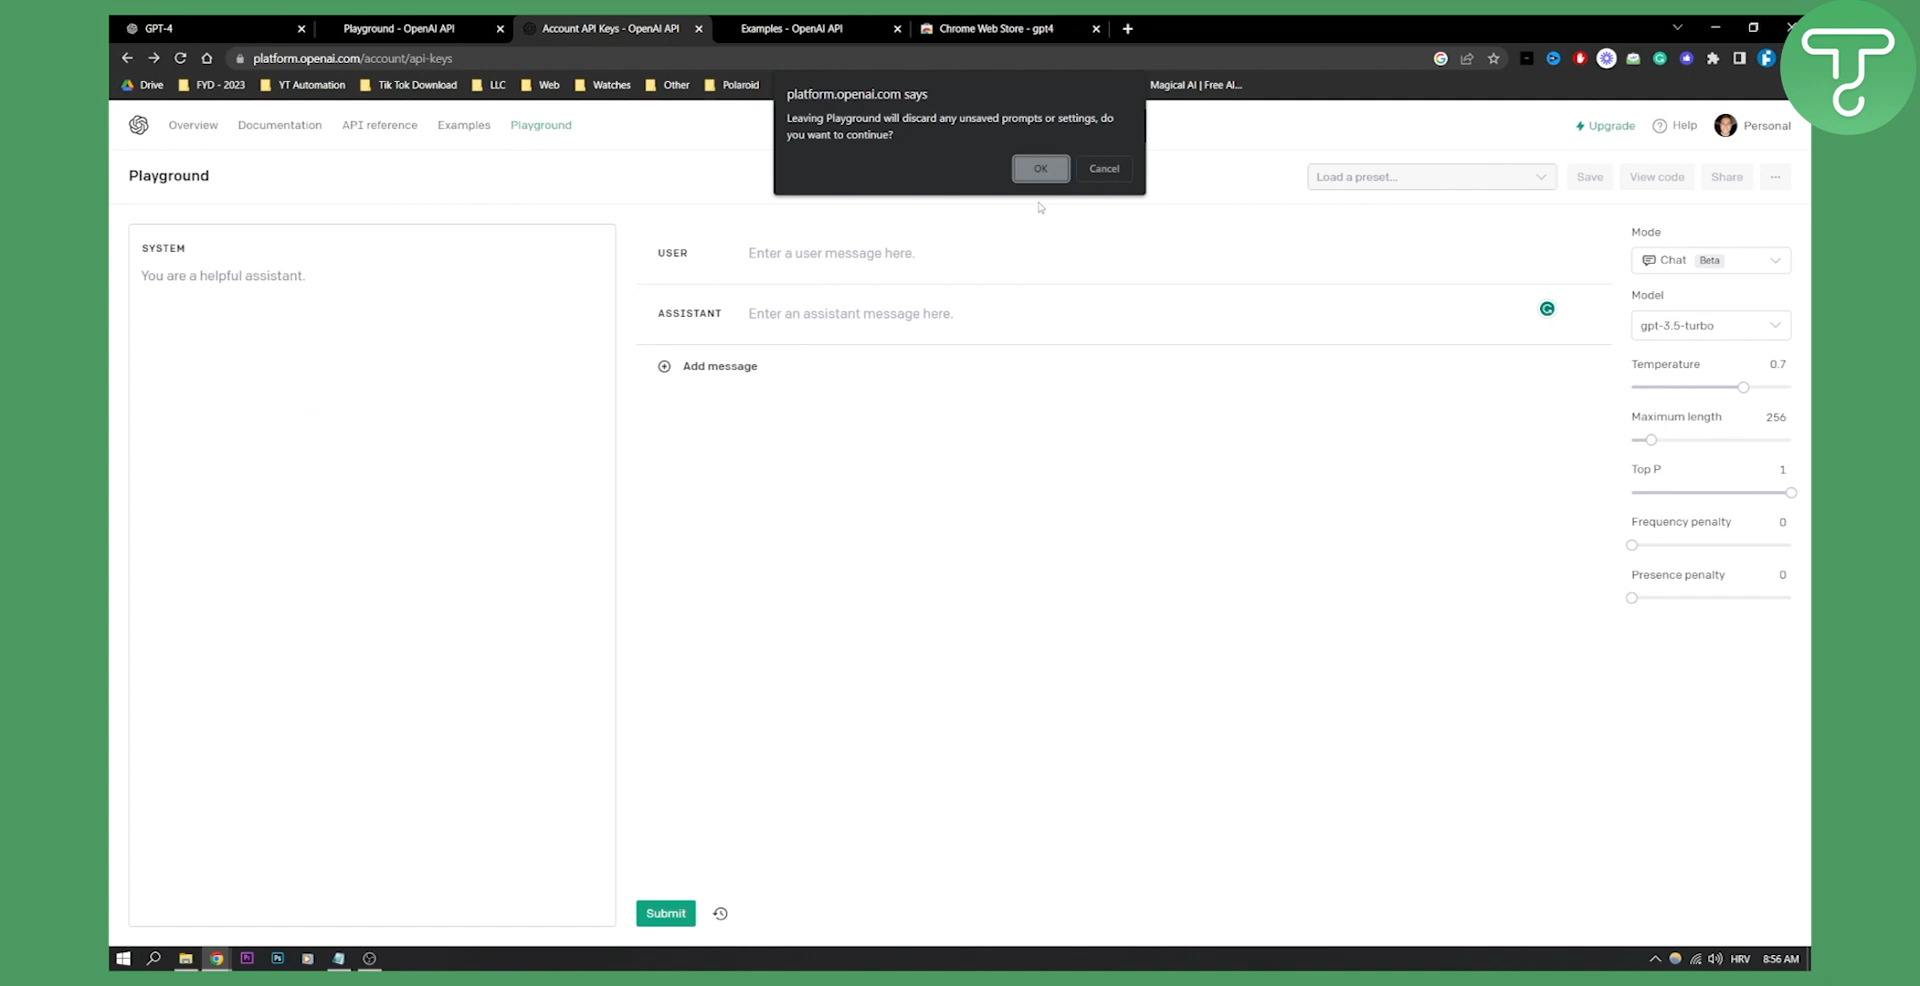 GPT-4
Playground - OpenAI API
Account API Keys - OpenAI API
Examples - OpenAI API
Chrome Web Store - gpt4
platform.openai.com/account/api-keys
Drive
FYD - 2023
YT Automation
Tik Tok Download
LLC
Web
Watches
Other
Polaroid
Magical AI | Free AI...
platform.openai.com says
Leaving Playground will discard any unsaved prompts or settings, do
you want to continue?
OK
Cancel
Overview
Documentation
API reference
Examples
Playground
Upgrade
Help
Personal
Playground
Load a preset...
Save
View code
Share
...
SYSTEM
You are a helpful assistant.
USER
Enter a user message here.
ASSISTANT
Enter an assistant message here.
Add message
Mode
Chat
Beta
Model
gpt-3.5-turbo
Temperature
0.7
Maximum length
256
Top P
1
Frequency penalty
0
Presence penalty
0
Submit
Pr
Ps
HRV
8:56 AM